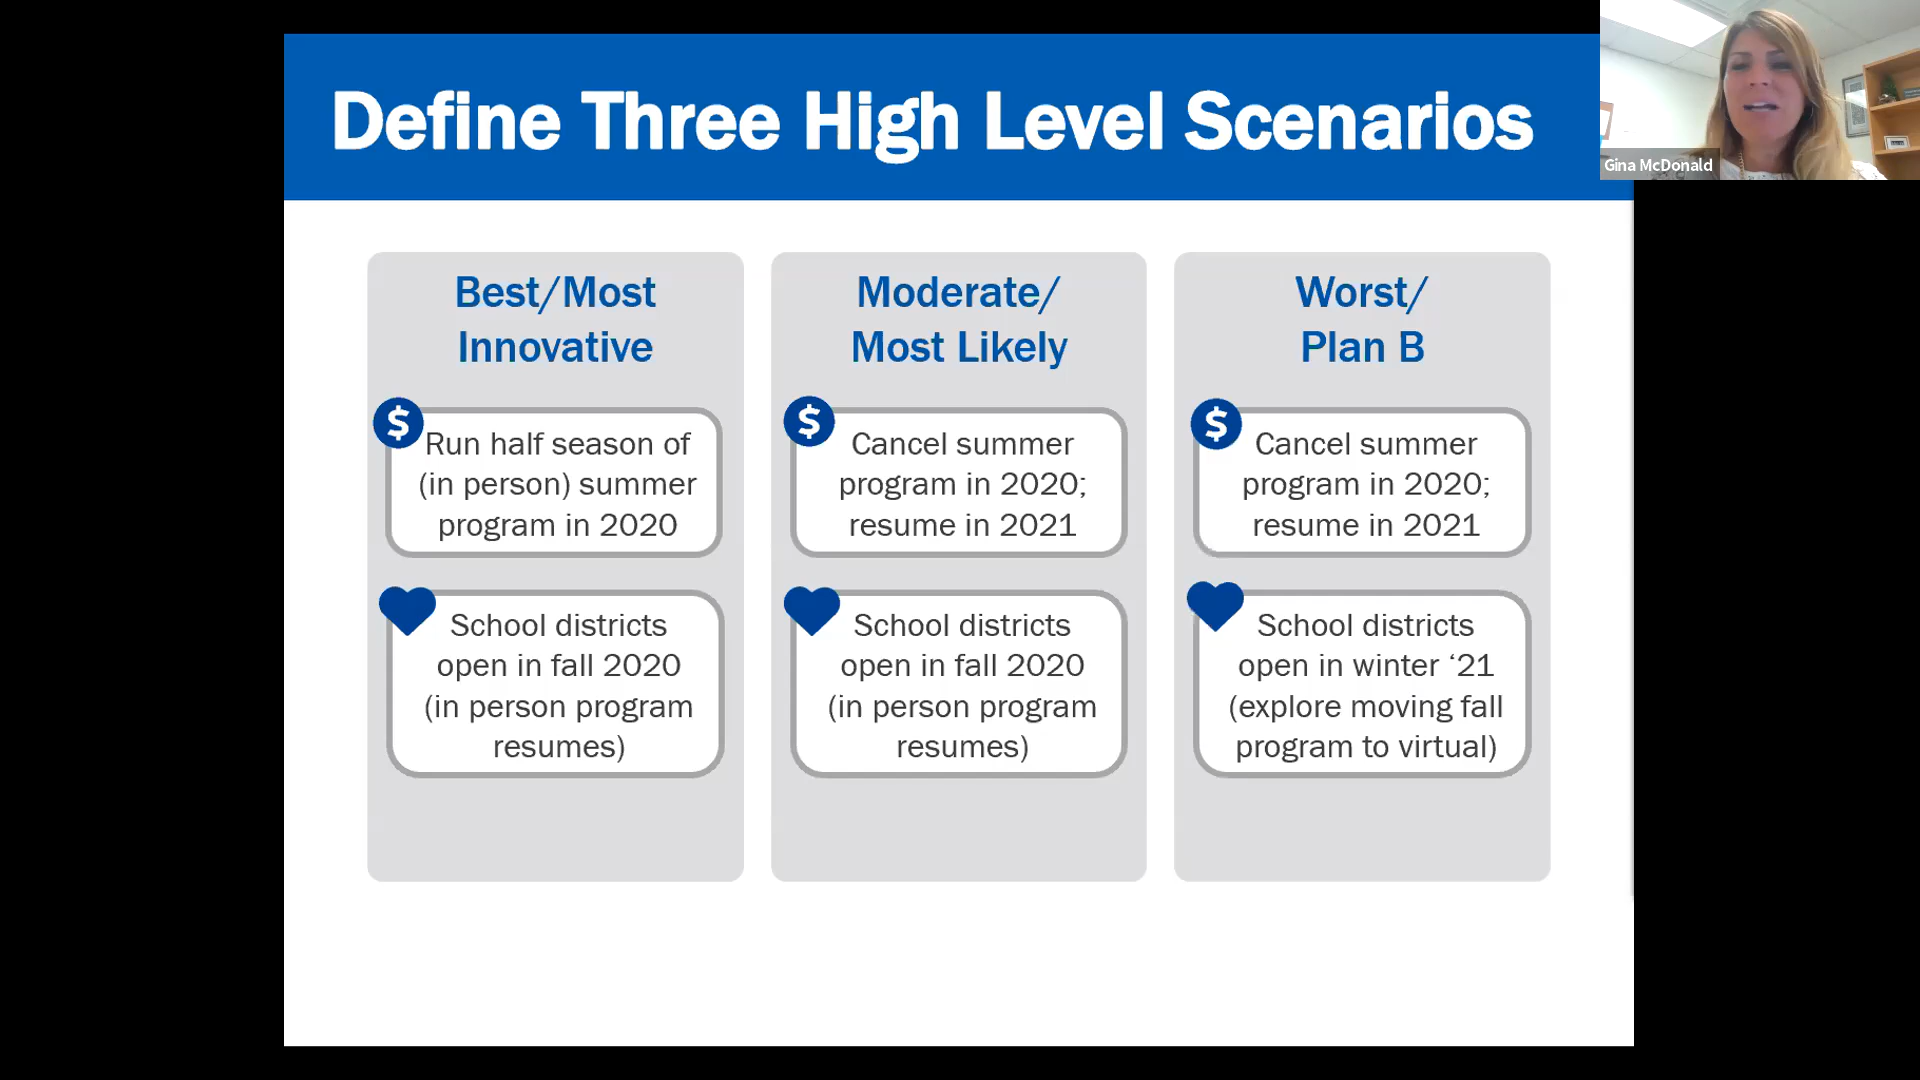 Define Three High Level Scenarios
Gina McDonald
Best/Most
Innovative
$
Run half season of
(in person) summer
program in 2020
School districts
open in fall 2020
(in person program
resumes)
Moderate/
Most Likely
$
Cancel summer
program in 2020;
resume in 2021
School districts
open in fall 2020
(in person program
resumes)
Worst/
Plan B
$
Cancel summer
program in 2020;
resume in 2021
School districts
open in winter ‘21
(explore moving fall
program to virtual)